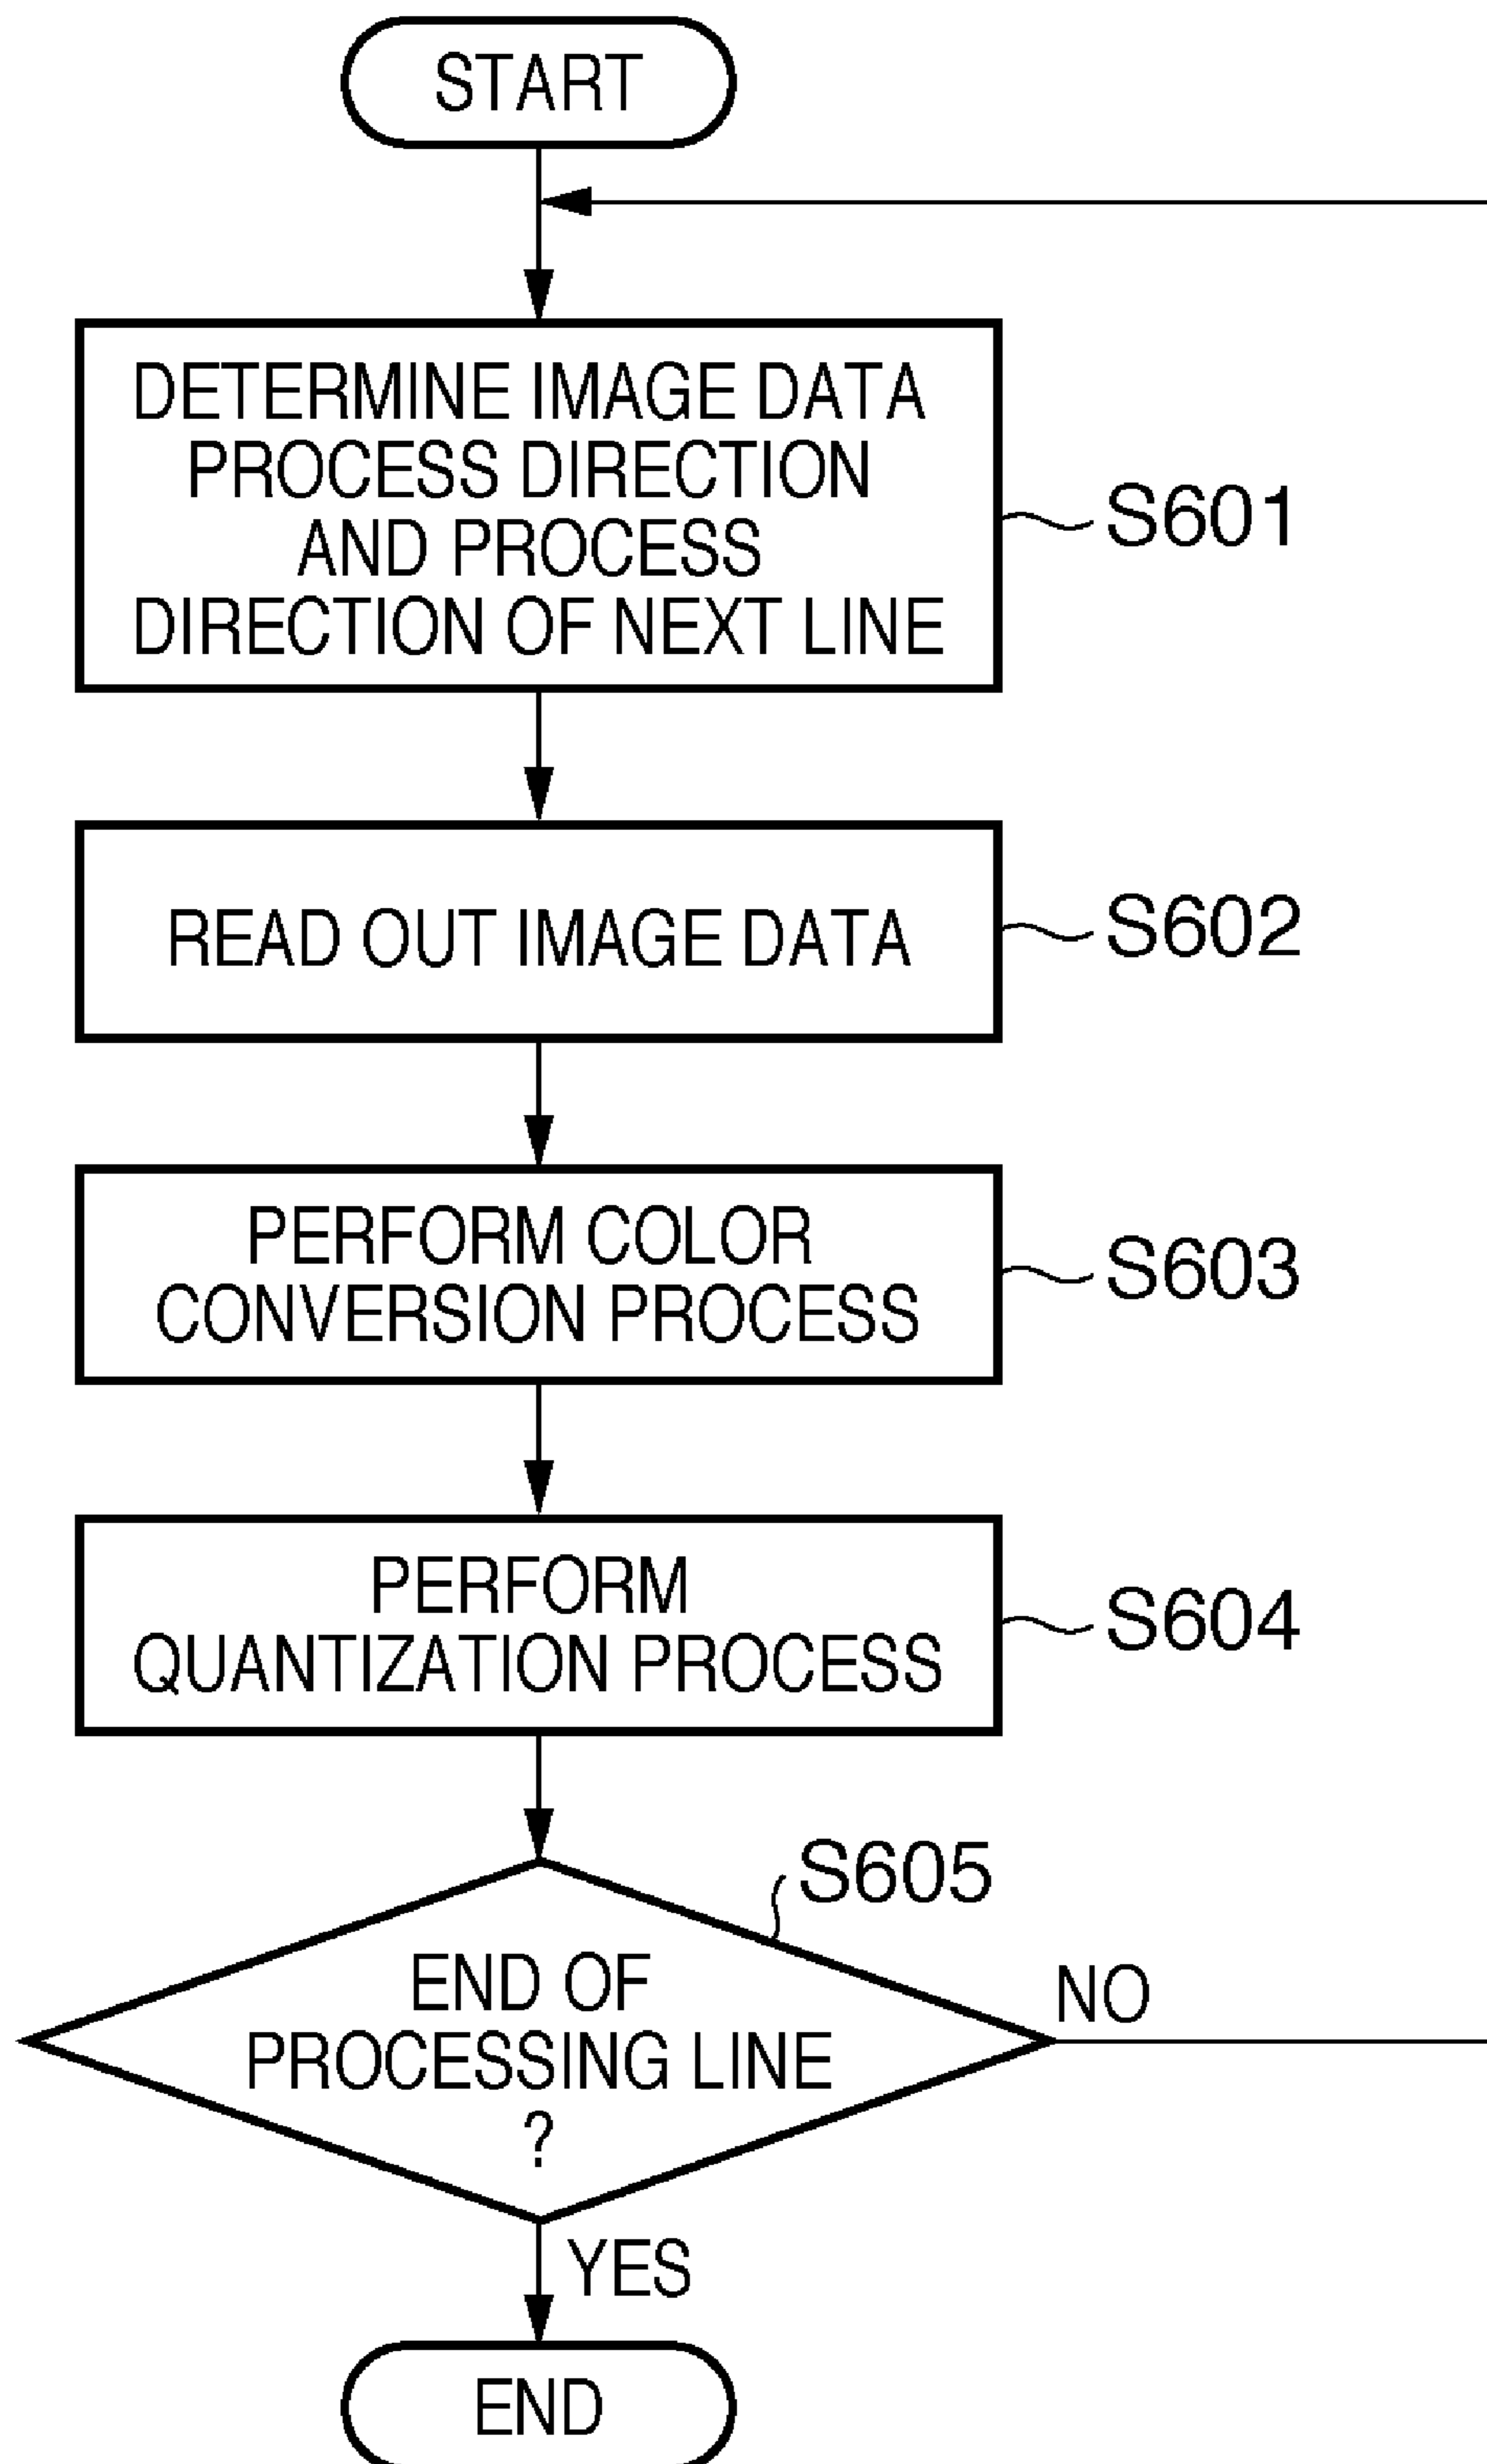 START
DETERMINE IMAGE DATA
PROCESS DIRECTION
AND PROCESS
DIRECTION OF NEXT LINE
S601
READ OUT IMAGE DATA
S602
PERFORM COLOR
CONVERSION PROCESS
S603
PERFORM
QUANTIZATION PROCESS
S604
S605
END OF
PROCESSING LINE
?
NO
YES
END